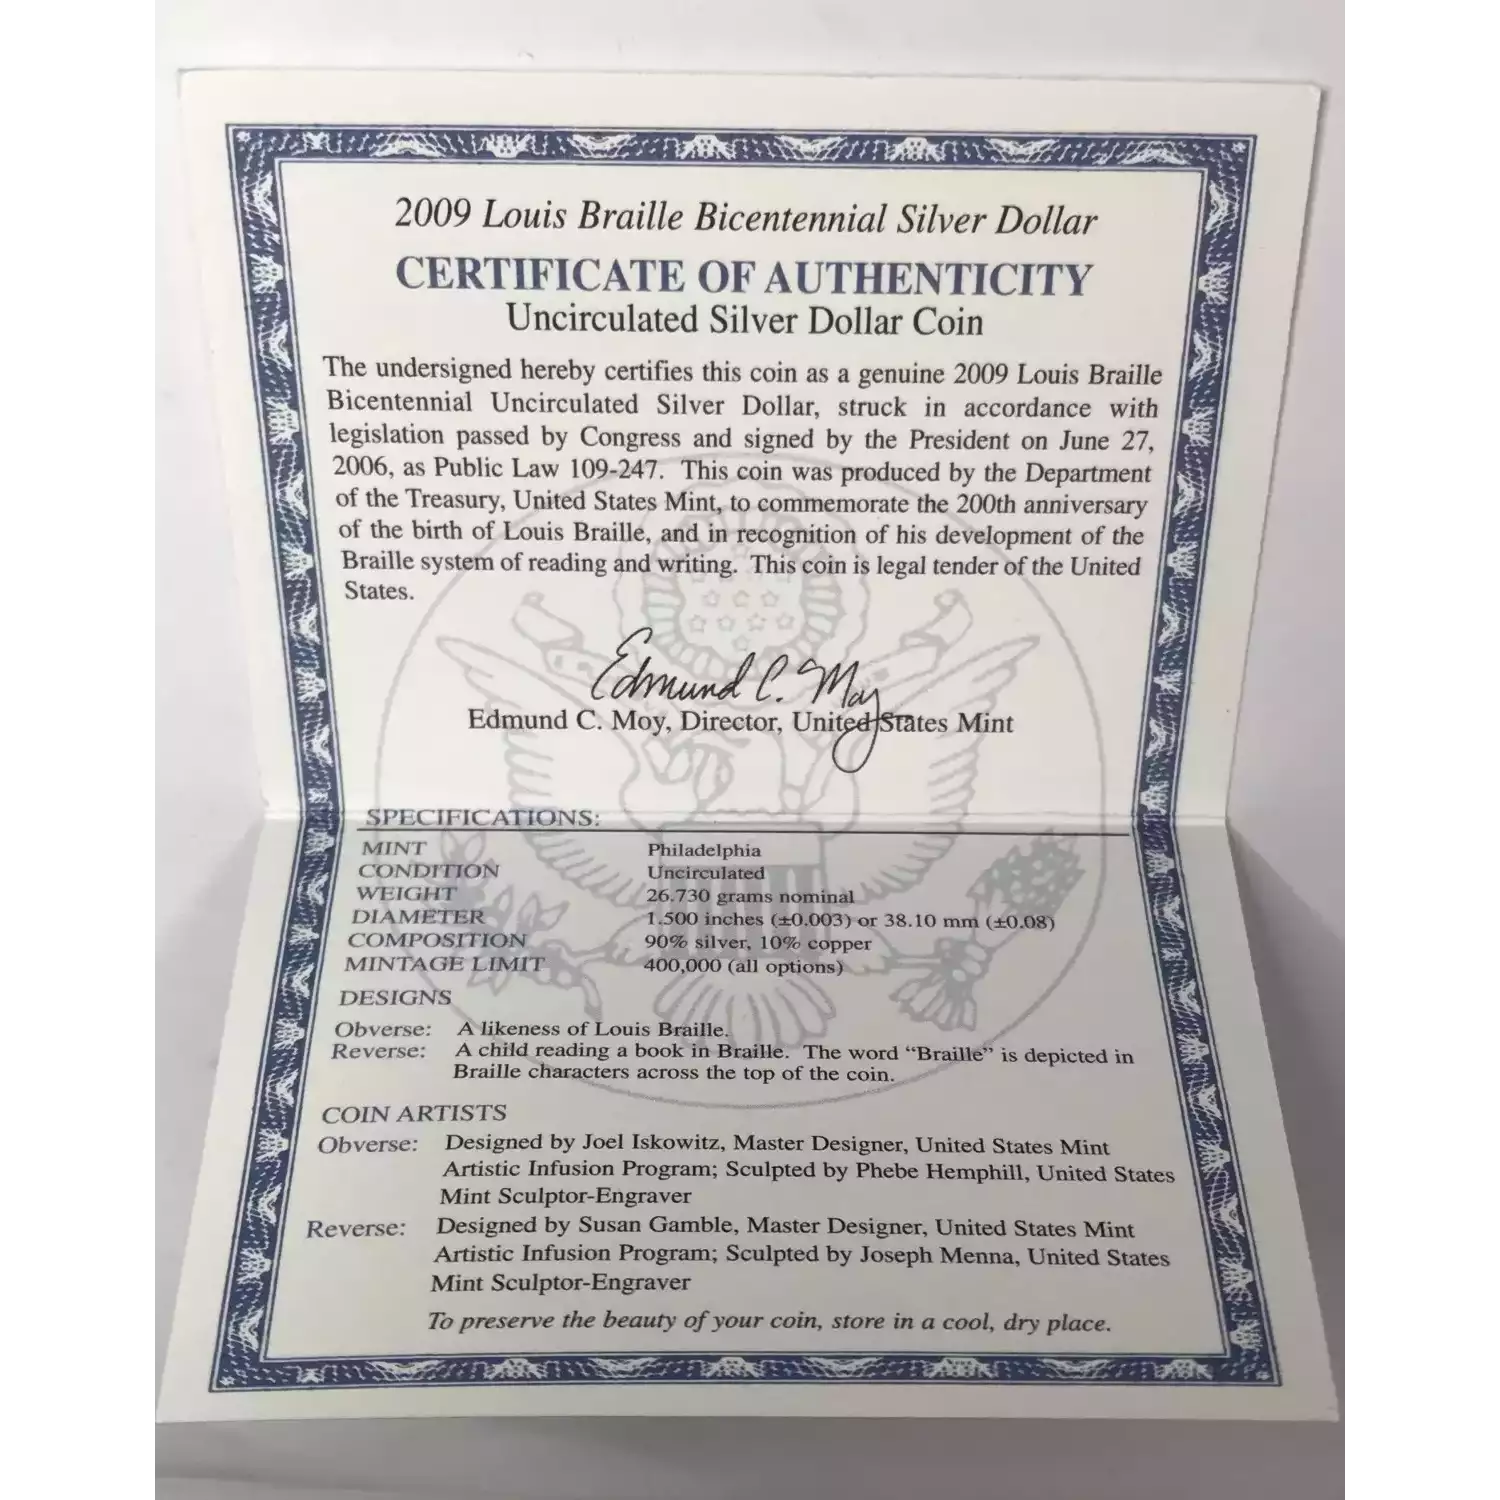 2009 Louis Braille Bicentennial Silver Dollar
CERTIFICATE OF AUTHENTICITY
Uncirculated Silver Dollar Coin
The undersigned hereby certifies this coin as a genuine 2009 Louis Braille
Bicentennial Uncirculated Silver Dollar, struck in accordance with
legislation passed by Congress and signed by the President on June 27,
2006, as Public Law 109-247. This coin was produced by the Department
of the Treasury, United States Mint, to commemorate the 200th anniversary
of the birth of Louis Braille, and in recognition of his development of the
Braille system of reading and writing. This coin is legal tender of the United
States.
Edmund C. Moy
Edmund C. Moy, Director, United States Mint
SPECIFICATIONS:
MINT Philadelphia
CONDITION Uncirculated
WEIGHT 26.730 grams nominal
DIAMETER 1.500 inches (±0.003) or 38.10 mm (±0.08)
COMPOSITION 90% silver, 10% copper
MINTAGE LIMIT 400,000 (all options)
DESIGNS
Obverse: A likeness of Louis Braille.
Reverse: A child reading a book in Braille. The word “Braille” is depicted in
Braille characters across the top of the coin.
COIN ARTISTS
Obverse: Designed by Joel Iskowitz, Master Designer, United States Mint
Artistic Infusion Program; Sculpted by Phebe Hemphill, United States
Mint Sculptor-Engraver
Reverse: Designed by Susan Gamble, Master Designer, United States Mint
Artistic Infusion Program; Sculpted by Joseph Menna, United States
Mint Sculptor-Engraver
To preserve the beauty of your coin, store in a cool, dry place.